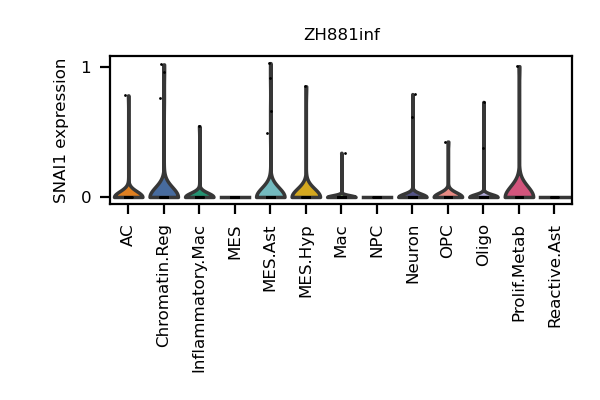 ZH881inf
SNAI1 expression
1
0
AC
Chromatin.Reg
Inflammatory.Mac
MES
MES.Ast
MES.Hyp
Mac
NPC
Neuron
OPC
Oligo
Prolif.Metab
Reactive.Ast